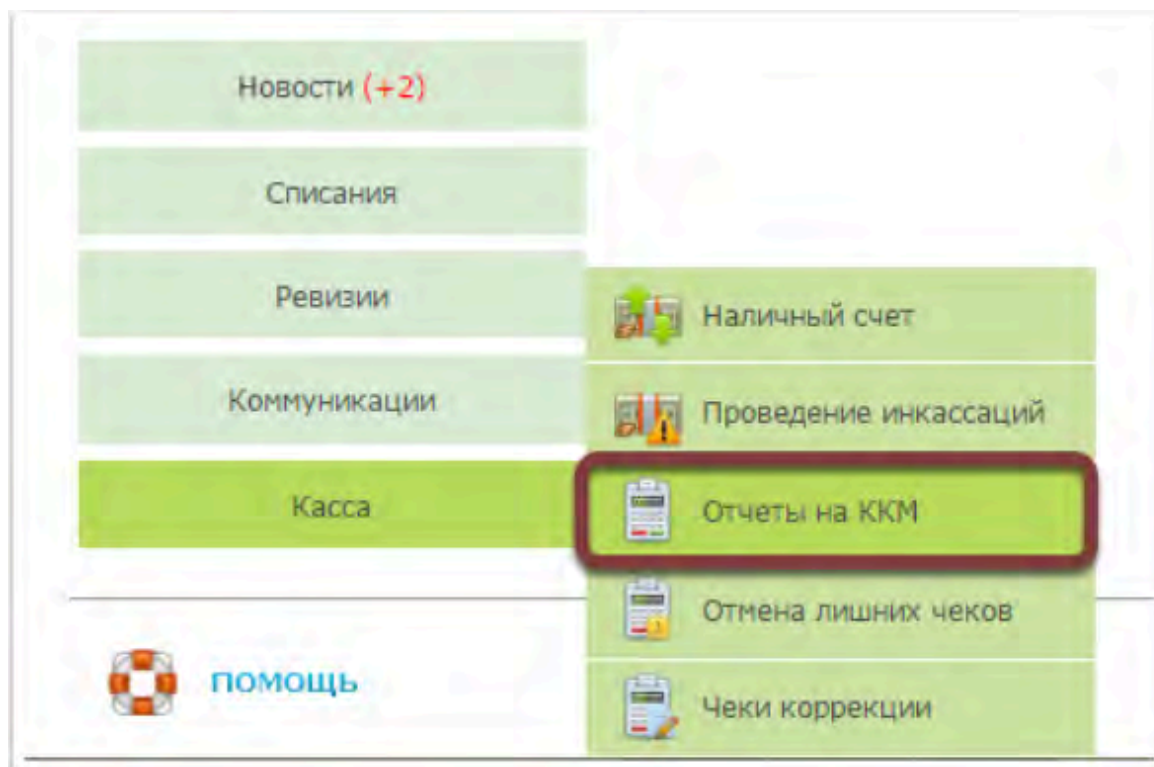 Новости (+2)
Списания
Ревизии
Коммуникации
Касса
Наличный счет
Проведение инкассаций
Отчеты на ККМ
Отмена лишних чеков
Чеки коррекции
помощь